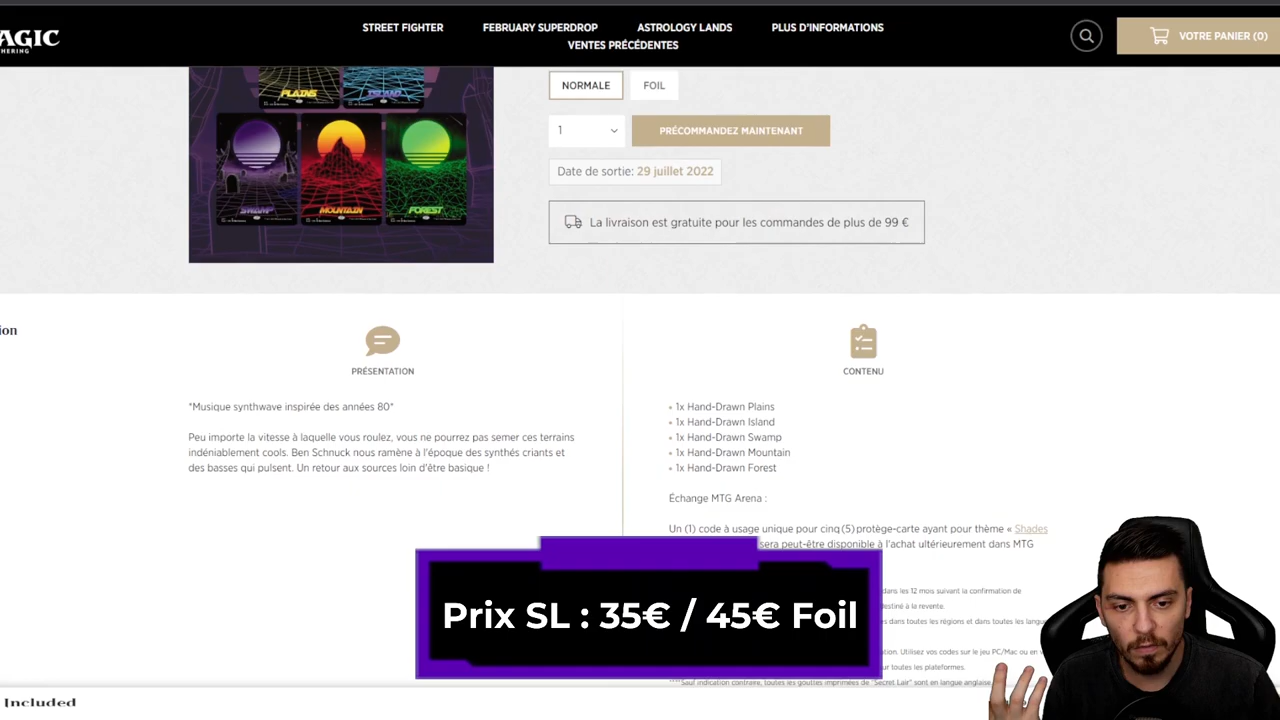 AGIC
HERING
STREET FIGHTER
FEBRUARY SUPERDROP
ASTROLOGY LANDS
PLUS D'INFORMATIONS
VENTES PRÉCÉDENTES
VOTRE PANIER (0)
PLAINS
ISLAND
SWAMP
MOUNTAIN
FOREST
NORMALE
FOIL
1
PRÉCOMMANDEZ MAINTENANT
Date de sortie: 29 juillet 2022
La livraison est gratuite pour les commandes de plus de 99 €
ion
PRÉSENTATION
*Musique synthwave inspirée des années 80*
Peu importe la vitesse à laquelle vous roulez, vous ne pourrez pas semer ces terrains
indéniablement cools. Ben Schnuck nous ramène à l'époque des synthés criants et
des basses qui pulsent. Un retour aux sources loin d'être basique !
CONTENU
• 1x Hand-Drawn Plains
• 1x Hand-Drawn Island
• 1x Hand-Drawn Swamp
• 1x Hand-Drawn Mountain
• 1x Hand-Drawn Forest
Échange MTG Arena :
Un (1) code à usage unique pour cinq (5) protège-carte ayant pour thème « Shades
sera peut-être disponible à l'achat ultérieurement dans MTG
dans les 12 mois suivant la confirmation de
destiné à la revente.
s dans toutes les régions et dans toutes les langu
ation. Utilisez vos codes sur le jeu PC/Mac ou en v
ur toutes les plateformes.
****Sauf indication contraire, toutes les gouttes imprimées de "Secret Lair" sont en langue anglaise.
Prix SL : 35€ / 45€ Foil
Included